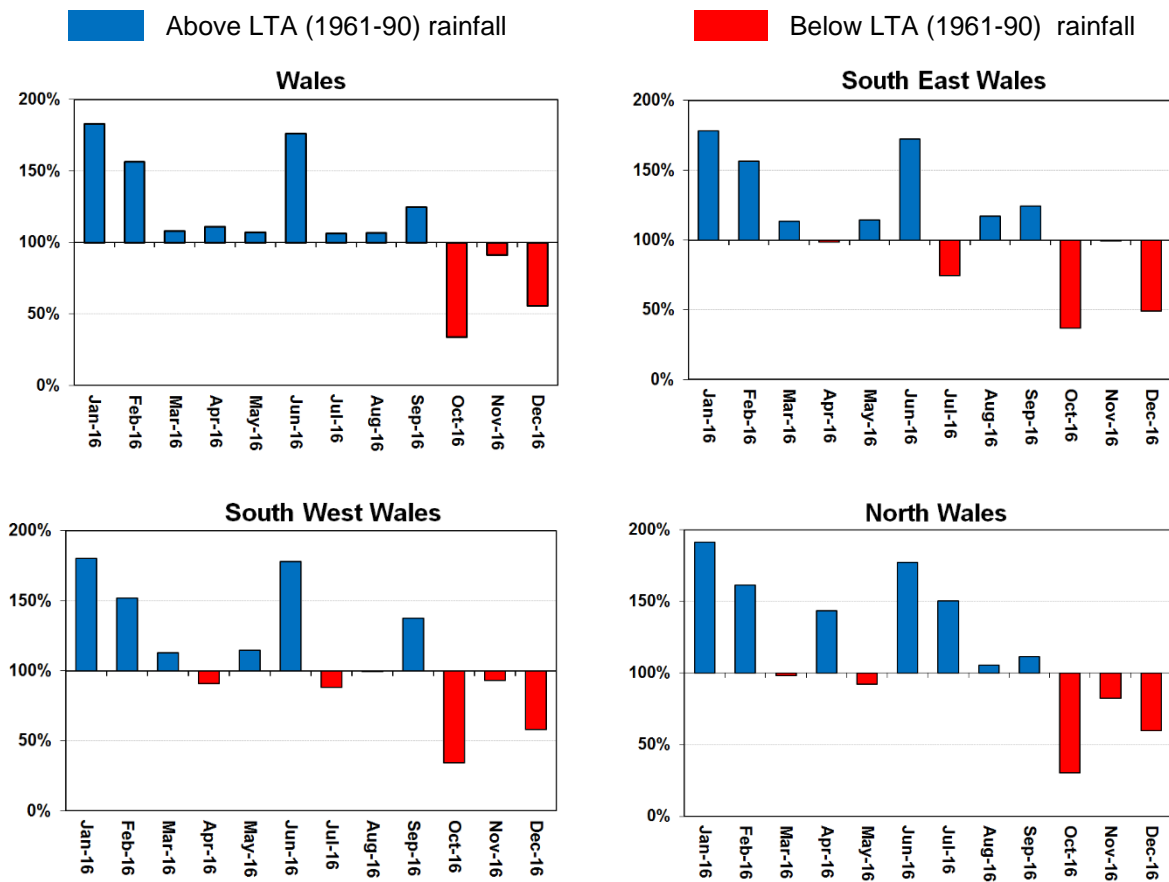 Above LTA (1961-90) rainfall
Below LTA (1961-90) rainfall
Wales
200%
150%
100%
50%
0%
Jan-16
Feb-16
Mar-16
Apr-16
May-16
Jun-16
Jul-16
Aug-16
Sep-16
Oct-16
Nov-16
Dec-16
South East Wales
200%
150%
100%
50%
0%
Jan-16
Feb-16
Mar-16
Apr-16
May-16
Jun-16
Jul-16
Aug-16
Sep-16
Oct-16
Nov-16
Dec-16
South West Wales
200%
150%
100%
50%
0%
Jan-16
Feb-16
Mar-16
Apr-16
May-16
Jun-16
Jul-16
Aug-16
Sep-16
Oct-16
Nov-16
Dec-16
North Wales
200%
150%
100%
50%
0%
Jan-16
Feb-16
Mar-16
Apr-16
May-16
Jun-16
Jul-16
Aug-16
Sep-16
Oct-16
Nov-16
Dec-16